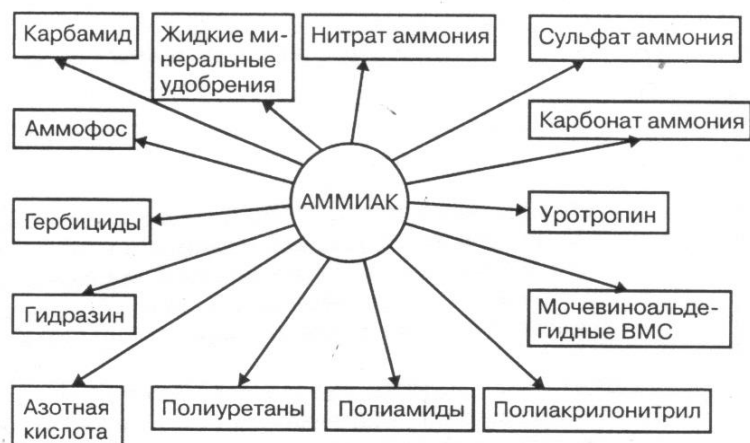 Карбамид
Жидкие ми-
неральные
удобрения
Нитрат аммония
Сульфат аммония
Аммофос
Карбонат аммония
АММИАК
Гербициды
Уротропин
Гидразин
Мочевиноальде-
гидные ВМС
Азотная
кислота
Полиуретаны
Полиамиды
Полиакрилонитрил